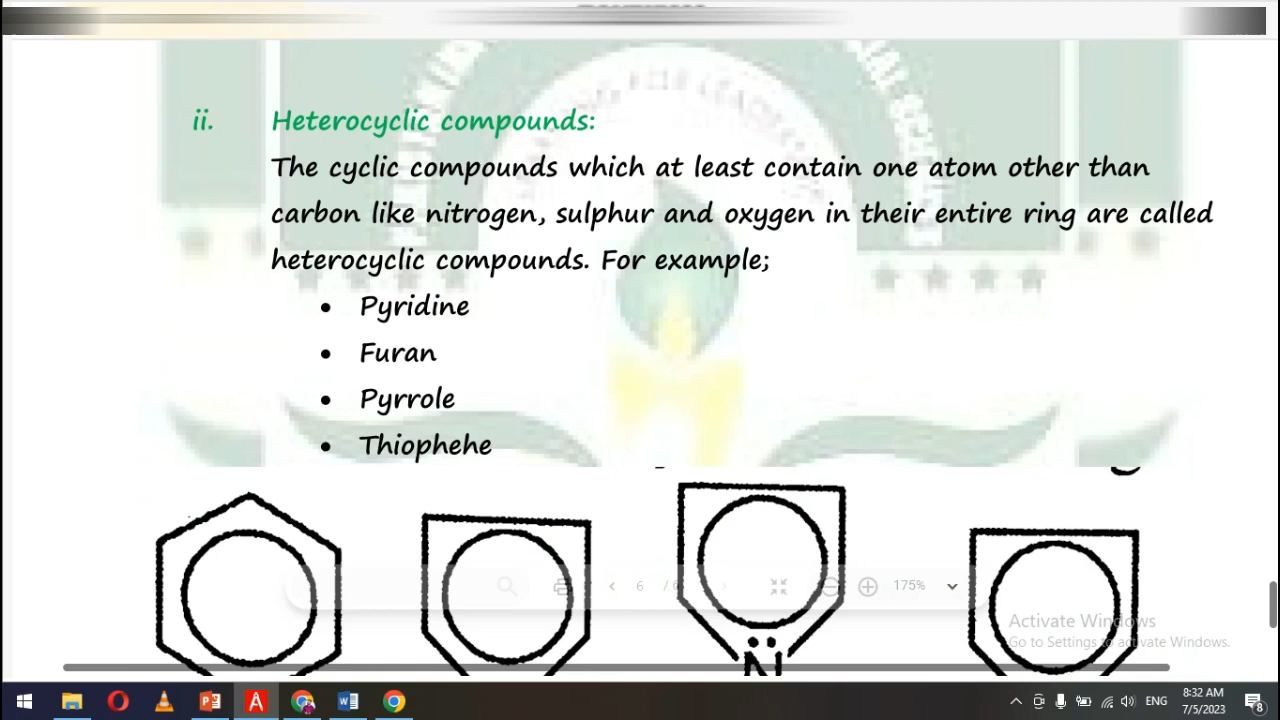 ii. Heterocyclic compounds:
The cyclic compounds which at least contain one atom other than
carbon like nitrogen, sulphur and oxygen in their entire ring are called
heterocyclic compounds. For example;
• Pyridine
• Furan
• Pyrrole
• Thiophehe
N
6
175%
Activate Windows
Go to Settings to activate Windows.
ENG
8:32 AM
7/5/2023
8